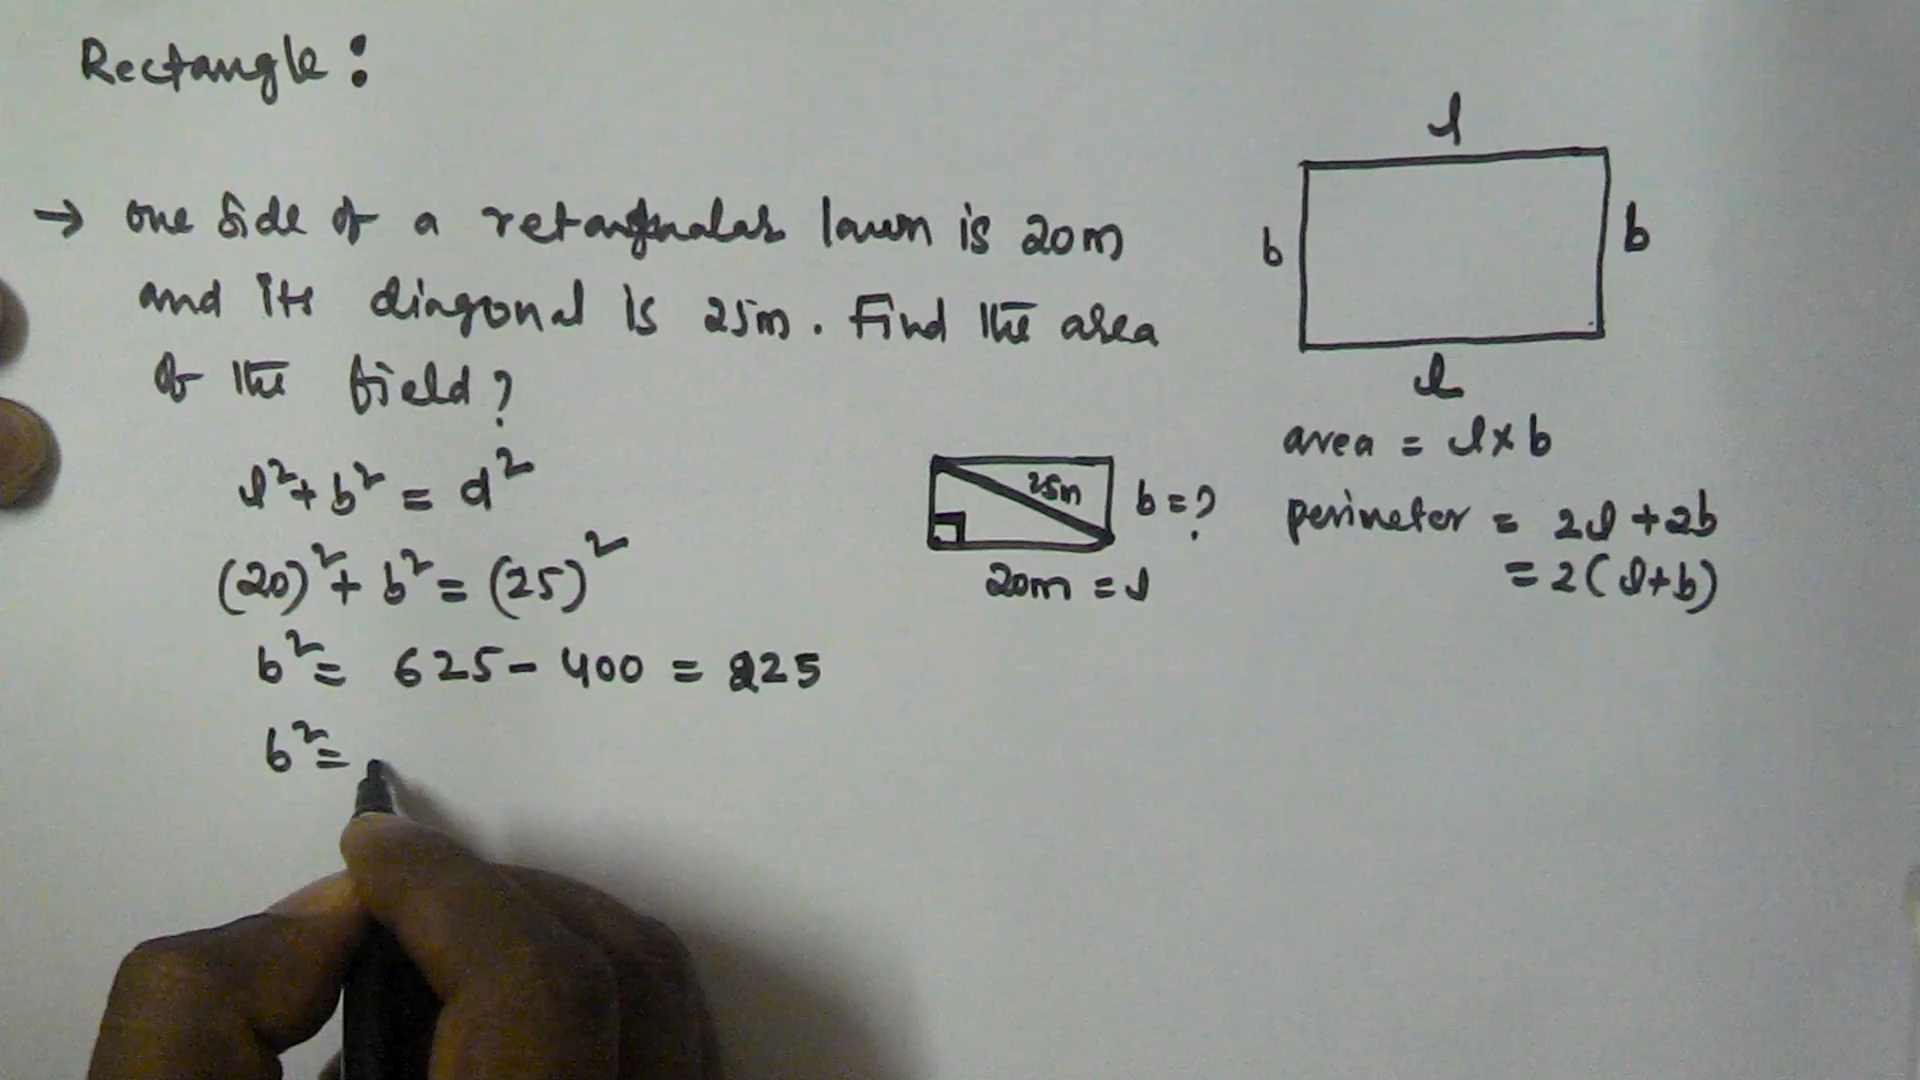 Rectangle :
→ one side of a retangular lawn is 20m
and its diagonal is 25m. Find the area
of the field?
l² + b² = d²
(20)² + b² = (25)²
b² = 625 - 400 = 225
b² =
25m
b = ?
20m = l
l
b
b
l
area = l × b
perimeter = 2l + 2b
= 2(l+b)